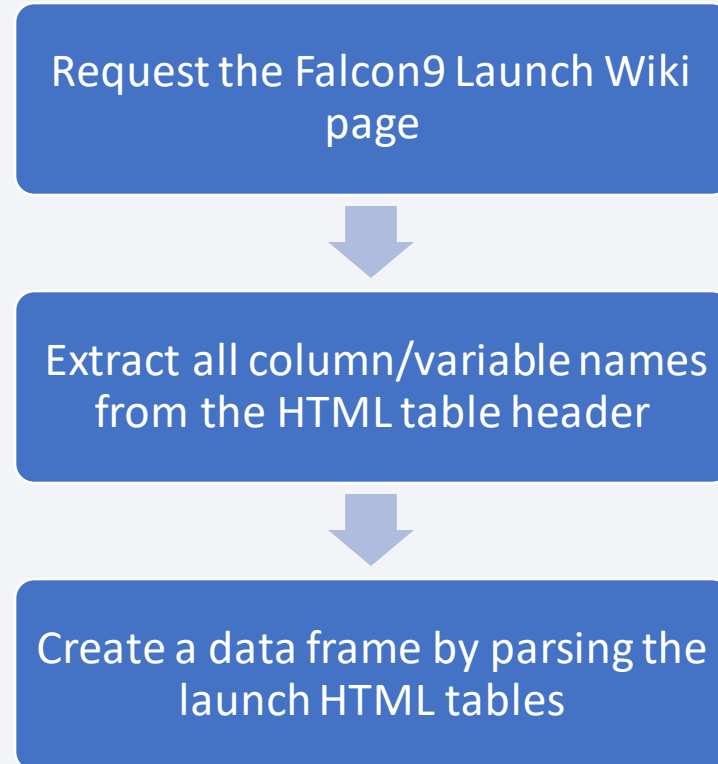 Request the Falcon9 Launch Wiki
page
Extract all column/variable names
from the HTML table header
Create a data frame by parsing the
launch HTML tables